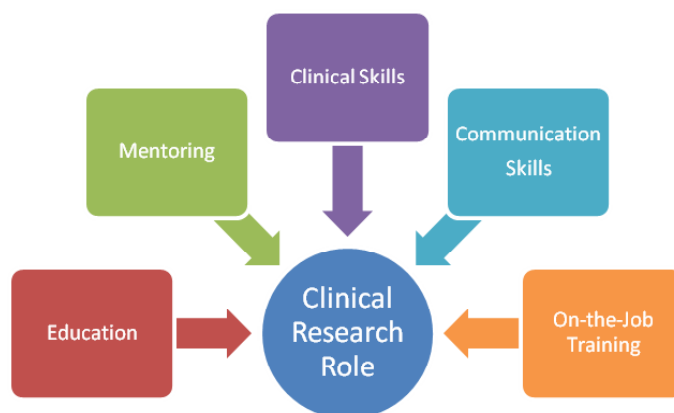 Clinical Skills
Mentoring
Communication
Skills
Education
Clinical
Research
Role
On-the-Job
Training